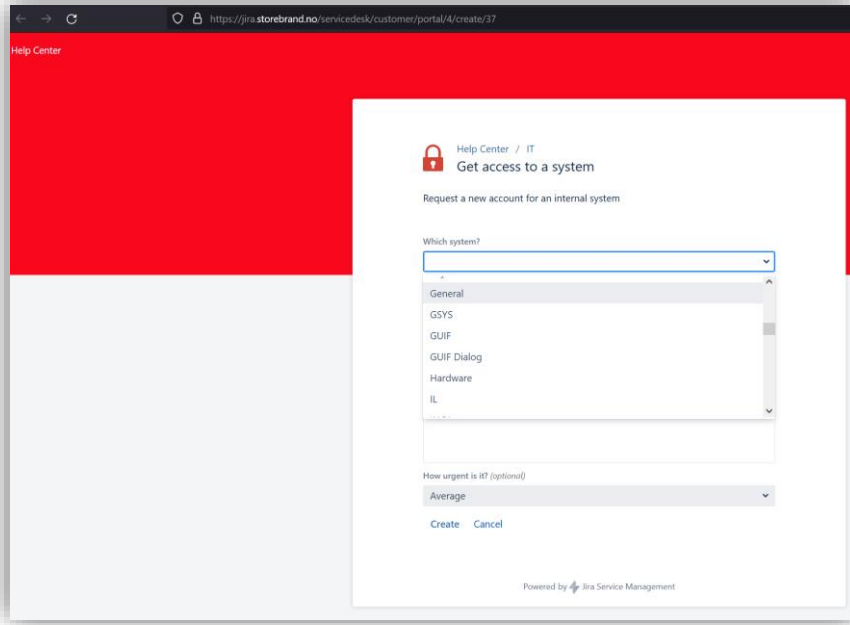 https://jira.storebrand.no/servicedesk/customer/portal/4/create/37
Help Center
Help Center / IT
Get access to a system
Request a new account for an internal system
Which system?
General
GSYS
GUIF
GUIF Dialog
Hardware
IL
How urgent is it? (optional)
Average
Create Cancel
Powered by Jira Service Management